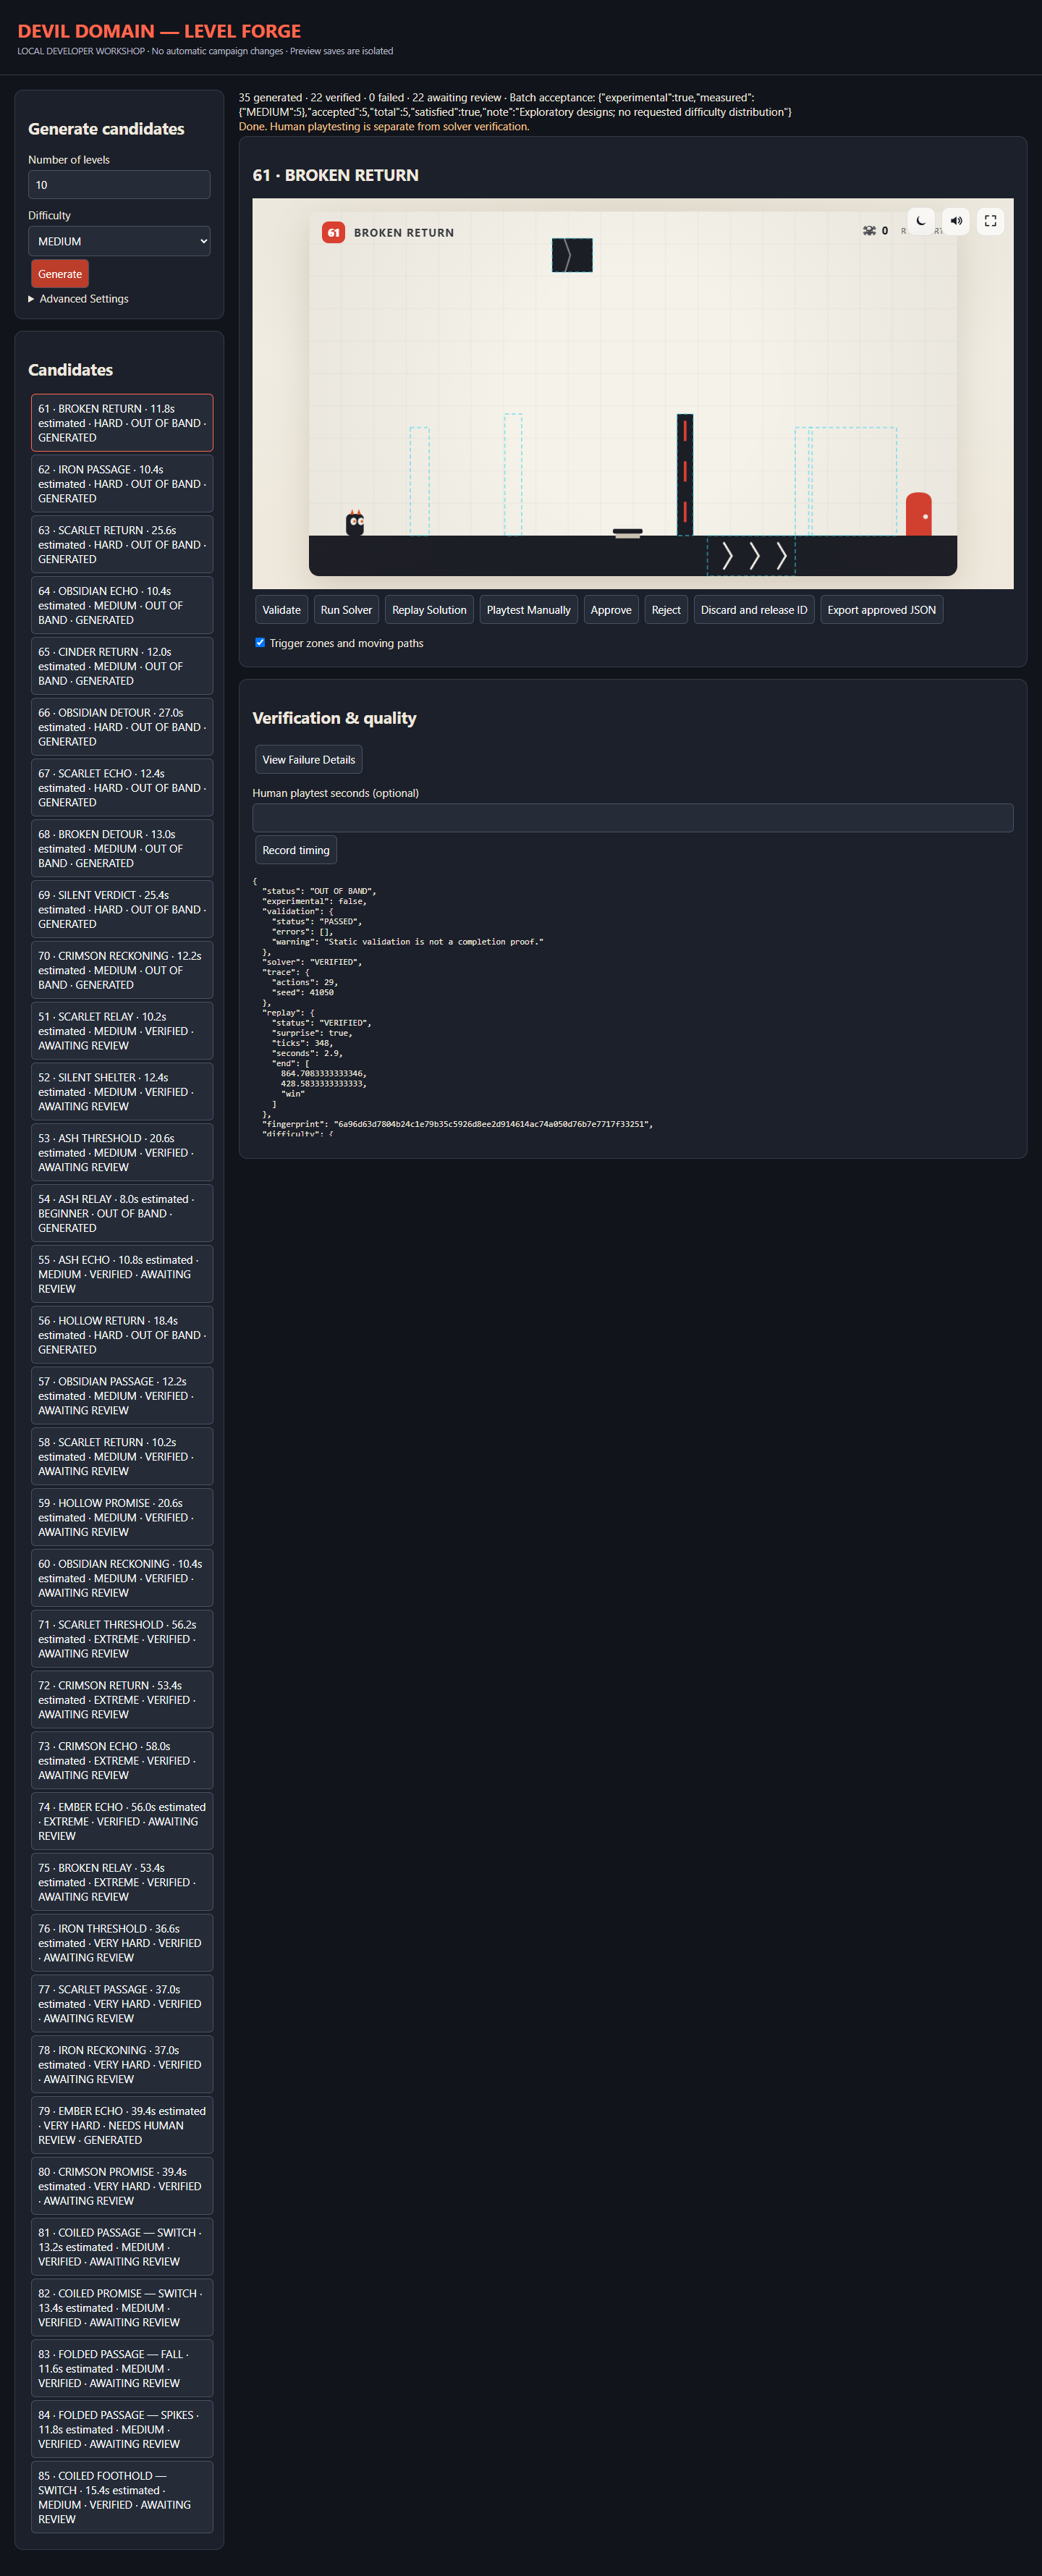 DEVIL DOMAIN — LEVEL FORGE
LOCAL DEVELOPER WORKSHOP · No automatic campaign changes · Preview saves are isolated
Generate candidates
Number of levels
10
Difficulty
MEDIUM
Generate
▶ Advanced Settings
Candidates
61 · BROKEN RETURN · 11.8s
estimated · HARD · OUT OF BAND ·
GENERATED
62 · IRON PASSAGE · 10.4s
estimated · HARD · OUT OF BAND ·
GENERATED
63 · SCARLET RETURN · 25.6s
estimated · HARD · OUT OF BAND ·
GENERATED
64 · OBSIDIAN ECHO · 10.4s
estimated · MEDIUM · OUT OF
BAND · GENERATED
65 · CINDER RETURN · 12.0s
estimated · MEDIUM · OUT OF
BAND · GENERATED
66 · OBSIDIAN DETOUR · 27.0s
estimated · HARD · OUT OF BAND ·
GENERATED
67 · SCARLET ECHO · 12.4s
estimated · HARD · OUT OF BAND ·
GENERATED
68 · BROKEN DETOUR · 13.0s
estimated · MEDIUM · OUT OF
BAND · GENERATED
69 · SILENT VERDICT · 25.4s
estimated · HARD · OUT OF BAND ·
GENERATED
70 · CRIMSON RECKONING · 12.2s
estimated · MEDIUM · OUT OF
BAND · GENERATED
51 · SCARLET RELAY · 10.2s
estimated · MEDIUM · VERIFIED ·
AWAITING REVIEW
52 · SILENT SHELTER · 12.4s
estimated · MEDIUM · VERIFIED ·
AWAITING REVIEW
53 · ASH THRESHOLD · 20.6s
estimated · MEDIUM · VERIFIED ·
AWAITING REVIEW
54 · ASH RELAY · 8.0s estimated ·
BEGINNER · OUT OF BAND ·
GENERATED
55 · ASH ECHO · 10.8s estimated ·
MEDIUM · VERIFIED · AWAITING
REVIEW
56 · HOLLOW RETURN · 18.4s
estimated · HARD · OUT OF BAND ·
GENERATED
57 · OBSIDIAN PASSAGE · 12.2s
estimated · MEDIUM · VERIFIED ·
AWAITING REVIEW
58 · SCARLET RETURN · 10.2s
estimated · MEDIUM · VERIFIED ·
AWAITING REVIEW
59 · HOLLOW PROMISE · 20.6s
estimated · MEDIUM · VERIFIED ·
AWAITING REVIEW
60 · OBSIDIAN RECKONING · 10.4s
estimated · MEDIUM · VERIFIED ·
AWAITING REVIEW
71 · SCARLET THRESHOLD · 56.2s
estimated · EXTREME · VERIFIED ·
AWAITING REVIEW
72 · CRIMSON RETURN · 53.4s
estimated · EXTREME · VERIFIED ·
AWAITING REVIEW
73 · CRIMSON ECHO · 58.0s
estimated · EXTREME · VERIFIED ·
AWAITING REVIEW
74 · EMBER ECHO · 56.0s estimated
· EXTREME · VERIFIED · AWAITING
REVIEW
75 · BROKEN RELAY · 53.4s
estimated · EXTREME · VERIFIED ·
AWAITING REVIEW
76 · IRON THRESHOLD · 36.6s
estimated · VERY HARD · VERIFIED
· AWAITING REVIEW
77 · SCARLET PASSAGE · 37.0s
estimated · VERY HARD · VERIFIED
· AWAITING REVIEW
78 · IRON RECKONING · 37.0s
estimated · VERY HARD · VERIFIED
· AWAITING REVIEW
79 · EMBER ECHO · 39.4s estimated
· VERY HARD · NEEDS HUMAN
REVIEW · GENERATED
80 · CRIMSON PROMISE · 39.4s
estimated · VERY HARD · VERIFIED
· AWAITING REVIEW
81 · COILED PASSAGE — SWITCH ·
13.2s estimated · MEDIUM ·
VERIFIED · AWAITING REVIEW
82 · COILED PROMISE — SWITCH ·
13.4s estimated · MEDIUM ·
VERIFIED · AWAITING REVIEW
83 · FOLDED PASSAGE — FALL ·
11.6s estimated · MEDIUM ·
VERIFIED · AWAITING REVIEW
84 · FOLDED PASSAGE — SPIKES ·
11.8s estimated · MEDIUM ·
VERIFIED · AWAITING REVIEW
85 · COILED FOOTHOLD —
SWITCH · 15.4s estimated ·
MEDIUM · VERIFIED · AWAITING
REVIEW
35 generated · 22 verified · 0 failed · 22 awaiting review · Batch acceptance: {"experimental":true,"measured":
{"MEDIUM":5},"accepted":5,"total":5,"satisfied":true,"note":"Exploratory designs; no requested difficulty distribution"}
Done. Human playtesting is separate from solver verification.
61 · BROKEN RETURN
61 BROKEN RETURN
0
Validate
Run Solver
Replay Solution
Playtest Manually
Approve
Reject
Discard and release ID
Export approved JSON
Trigger zones and moving paths
Verification & quality
View Failure Details
Human playtest seconds (optional)
Record timing
{
"status": "OUT OF BAND",
"experimental": false,
"validation": {
"status": "PASSED",
"errors": [],
"warning": "Static validation is not a completion proof."
},
"solver": "VERIFIED",
"trace": {
"actions": 29,
"seed": 41050
},
"replay": {
"status": "VERIFIED",
"surprise": true,
"ticks": 348,
"seconds": 2.9,
"end": [
864.7083333333346,
428.5833333333333,
"win"
]
},
"fingerprint": "6a96d63d7804b24c1e79b35c5926d8ee2d914614ac74a050d76b7e7717f33251",
"difficulty": {